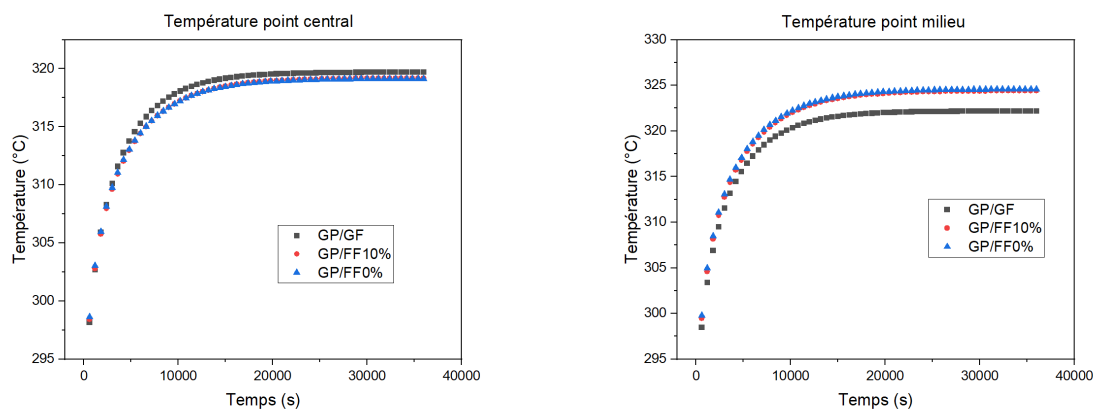 Température point central
Température (°C)
320
315
310
305
300
295
0
10000
20000
30000
40000
Temps (s)
GP/GF
GP/FF10%
GP/FF0%
Température point milieu
Température (°C)
330
325
320
315
310
305
300
295
0
10000
20000
30000
40000
Temps (s)
GP/GF
GP/FF10%
GP/FF0%